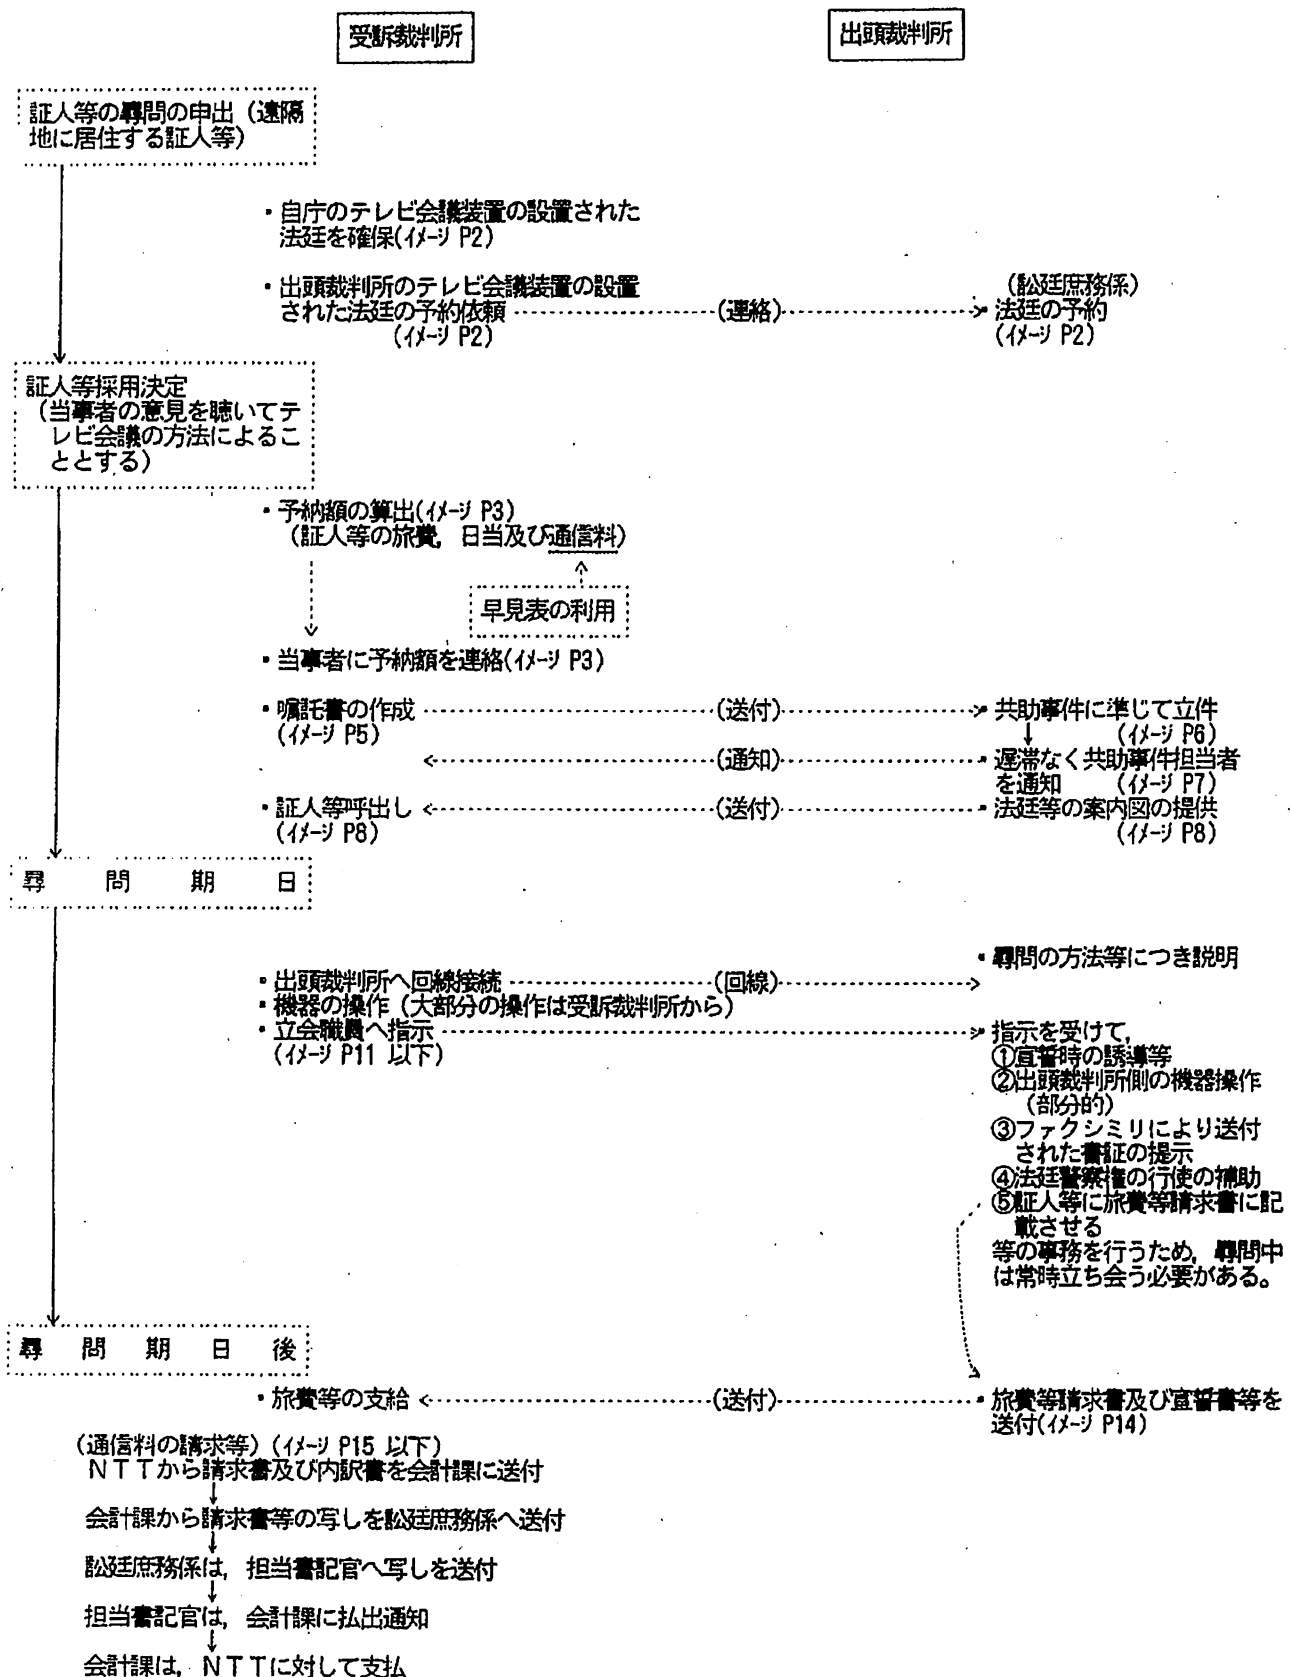 受訴裁判所
出頭裁判所
証人等の尋問の申出（遠隔
地に居住する証人等）
・自庁のテレビ会議装置の設置された
法廷を確保(ｲﾒｰｼﾞ P2)
・出頭裁判所のテレビ会議装置の設置
された法廷の予約依頼
(ｲﾒｰｼﾞ P2)
(連絡)
(訟廷庶務係)
法廷の予約
(ｲﾒｰｼﾞ P2)
証人等採用決定
（当事者の意見を聴いてテ
レビ会議の方法によるこ
ととする）
・予納額の算出(ｲﾒｰｼﾞ P3)
（証人等の旅費，日当及び通信料）
早見表の利用
・当事者に予納額を連絡(ｲﾒｰｼﾞ P3)
・嘱託書の作成
(ｲﾒｰｼﾞ P5)
(送付)
・共助事件に準じて立件
(ｲﾒｰｼﾞ P6)
(通知)
・遅滞なく共助事件担当者
を通知 (ｲﾒｰｼﾞ P7)
・証人等呼出し
(ｲﾒｰｼﾞ P8)
(送付)
・法廷等の案内図の提供
(ｲﾒｰｼﾞ P8)
尋問期日
・尋問の方法等につき説明
・出頭裁判所へ回線接続
(回線)
・機器の操作（大部分の操作は受訴裁判所から）
・立会職員へ指示
(ｲﾒｰｼﾞ P11 以下)
・指示を受けて，
①宣誓時の誘導等
②出頭裁判所側の機器操作
（部分的）
③ファクシミリにより送付
された書証の提示
④法廷警察権の行使の補助
⑤証人等に旅費等請求書に記
載させる
等の事務を行うため，尋問中
は常時立ち会う必要がある。
尋問期日後
・旅費等の支給
(送付)
・旅費等請求書及び宣誓書等を
送付(ｲﾒｰｼﾞ P14)
（通信料の請求等）(ｲﾒｰｼﾞ P15 以下)
ＮＴＴから請求書及び内訳書を会計課に送付
会計課から請求書等の写しを訟廷庶務係へ送付
訟廷庶務係は，担当書記官へ写しを送付
担当書記官は，会計課に払出通知
会計課は，ＮＴＴに対して支払